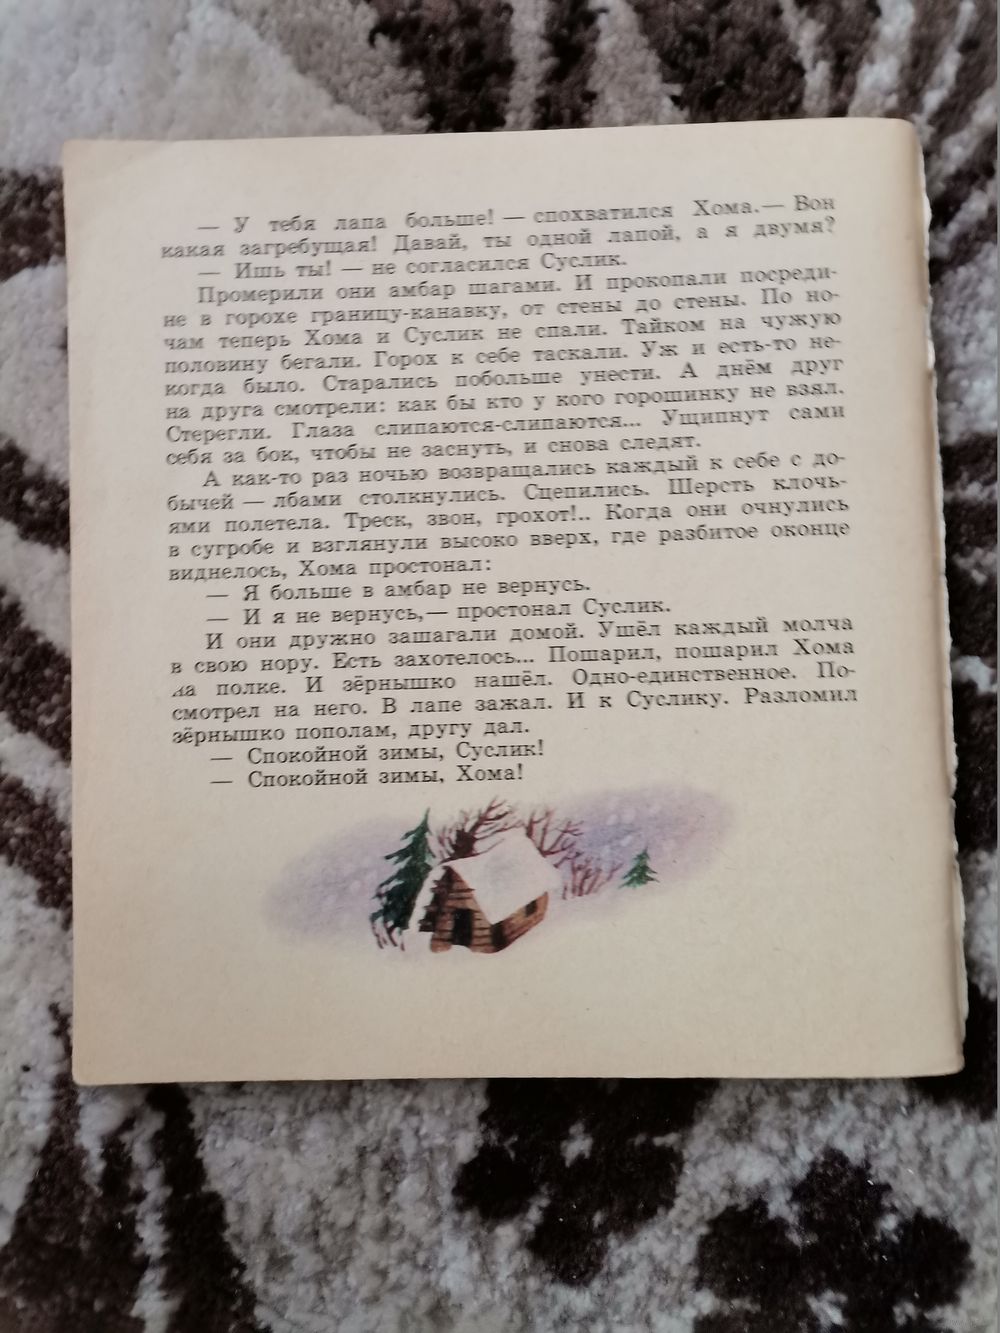 — У тебя лапа больше! — спохватился Хома.— Вон
какая загребущая! Давай, ты одной лапой, а я двумя?
— Ишь ты! — не согласился Суслик.
Промерили они амбар шагами. И прокопали посреди-
не в горохе границу-канавку, от стены до стены. По но-
чам теперь Хома и Суслик не спали. Тайком на чужую
половину бегали. Горох к себе таскали. Уж и есть-то не-
когда было. Старались побольше унести. А днём друг
на друга смотрели: как бы кто у кого горошинку не взял.
Стерегли. Глаза слипаются-слипаются... Ущипнут сами
себя за бок, чтобы не заснуть, и снова следят.
А как-то раз ночью возвращались каждый к себе с до-
бычей — лбами столкнулись. Сцепились. Шерсть клочь-
ями полетела. Треск, звон, грохот!.. Когда они очнулись
в сугробе и взглянули высоко вверх, где разбитое оконце
виднелось, Хома простонал:
— Я больше в амбар не вернусь.
— И я не вернусь,— простонал Суслик.
И они дружно зашагали домой. Ушёл каждый молча
в свою нору. Есть захотелось... Пошарил, пошарил Хома
на полке. И зёрнышко нашёл. Одно-единственное. По-
смотрел на него. В лапе зажал. И к Суслику. Разломил
зёрнышко пополам, другу дал.
— Спокойной зимы, Суслик!
— Спокойной зимы, Хома!